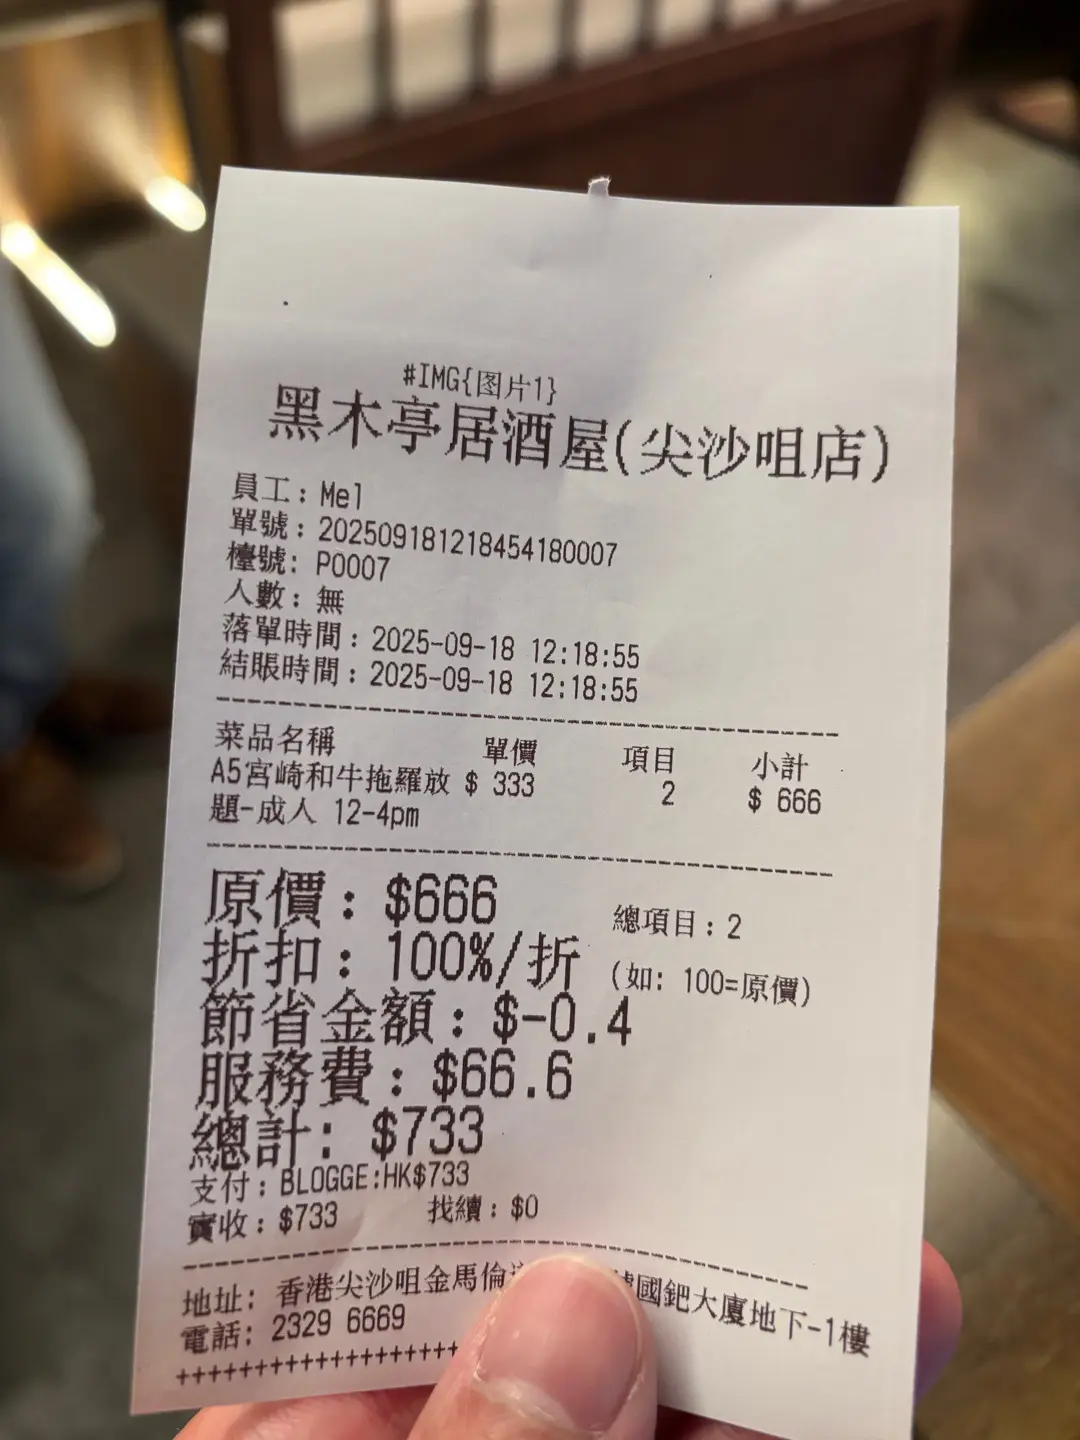 #IMG{图片1}
黑木亭居酒屋(尖沙咀店)
員工: Mel
單號: 202509181218454180007
檯號: P0007
人數: 無
落單時間: 2025-09-18 12:18:55
結賬時間: 2025-09-18 12:18:55
菜品名稱 單價 項目 小計
A5宮崎和牛拖羅放 $ 333 2 $ 666
題-成人 12-4pm
原價: $666 總項目: 2
折扣: 100%/折 (如: 100=原價)
節省金額: $-0.4
服務費: $66.6
總計: $733
支付: BLOGGE:HK$733
實收: $733 找續: $0
地址: 香港尖沙咀金馬倫 國鈀大廈地下-1樓
電話: 2329 6669
++++++++++++++++++++